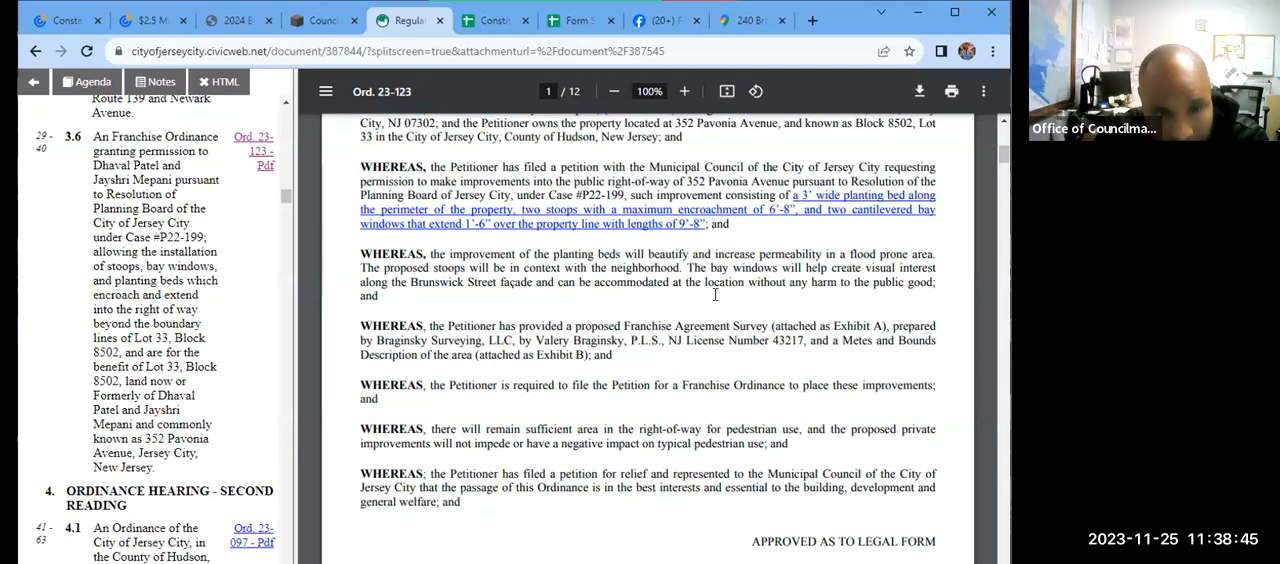 Consta
$2.5 M
2024 B
Counci
Regula
Constit
Form S
(20+) F
240 Br
cityofjerseycity.civicweb.net/document/387844/?splitscreen=true&attachmenturl=%2Fdocument%2F387545
Agenda
Notes
HTML
Ord. 23-123
1 / 12
100%
Route 139 and Newark
Avenue.
29 -
40
3.6
An Franchise Ordinance
granting permission to
Dhaval Patel and
Jayshri Mepani pursuant
to Resolution of
Planning Board of the
City of Jersey City
under Case #P22-199;
allowing the installation
of stoops, bay windows,
and planting beds which
encroach and extend
into the right of way
beyond the boundary
lines of Lot 33, Block
8502, and are for the
benefit of Lot 33, Block
8502, land now or
Formerly of Dhaval
Patel and Jayshri
Mepani and commonly
known as 352 Pavonia
Avenue, Jersey City,
New Jersey.
Ord. 23-
123 -
Pdf
4. ORDINANCE HEARING - SECOND
READING
41 -
63
4.1
An Ordinance of the
City of Jersey City, in
the County of Hudson,
Ord. 23-
097 - Pdf
City, NJ 07302; and the Petitioner owns the property located at 352 Pavonia Avenue, and known as Block 8502, Lot
33 in the City of Jersey City, County of Hudson, New Jersey; and
WHEREAS, the Petitioner has filed a petition with the Municipal Council of the City of Jersey City requesting
permission to make improvements into the public right-of-way of 352 Pavonia Avenue pursuant to Resolution of the
Planning Board of Jersey City, under Case #P22-199, such improvement consisting of a 3’ wide planting bed along
the perimeter of the property, two stoops with a maximum encroachment of 6’-8”, and two cantilevered bay
windows that extend 1’-6” over the property line with lengths of 9’-8”; and
WHEREAS, the improvement of the planting beds will beautify and increase permeability in a flood prone area.
The proposed stoops will be in context with the neighborhood. The bay windows will help create visual interest
along the Brunswick Street façade and can be accommodated at the location without any harm to the public good;
and
WHEREAS, the Petitioner has provided a proposed Franchise Agreement Survey (attached as Exhibit A), prepared
by Braginsky Surveying, LLC, by Valery Braginsky, P.L.S., NJ License Number 43217, and a Metes and Bounds
Description of the area (attached as Exhibit B); and
WHEREAS, the Petitioner is required to file the Petition for a Franchise Ordinance to place these improvements;
and
WHEREAS, there will remain sufficient area in the right-of-way for pedestrian use, and the proposed private
improvements will not impede or have a negative impact on typical pedestrian use; and
WHEREAS; the Petitioner has filed a petition for relief and represented to the Municipal Council of the City of
Jersey City that the passage of this Ordinance is in the best interests and essential to the building, development and
general welfare; and
APPROVED AS TO LEGAL FORM
Office of Councilma...
2023-11-25 11:38:45